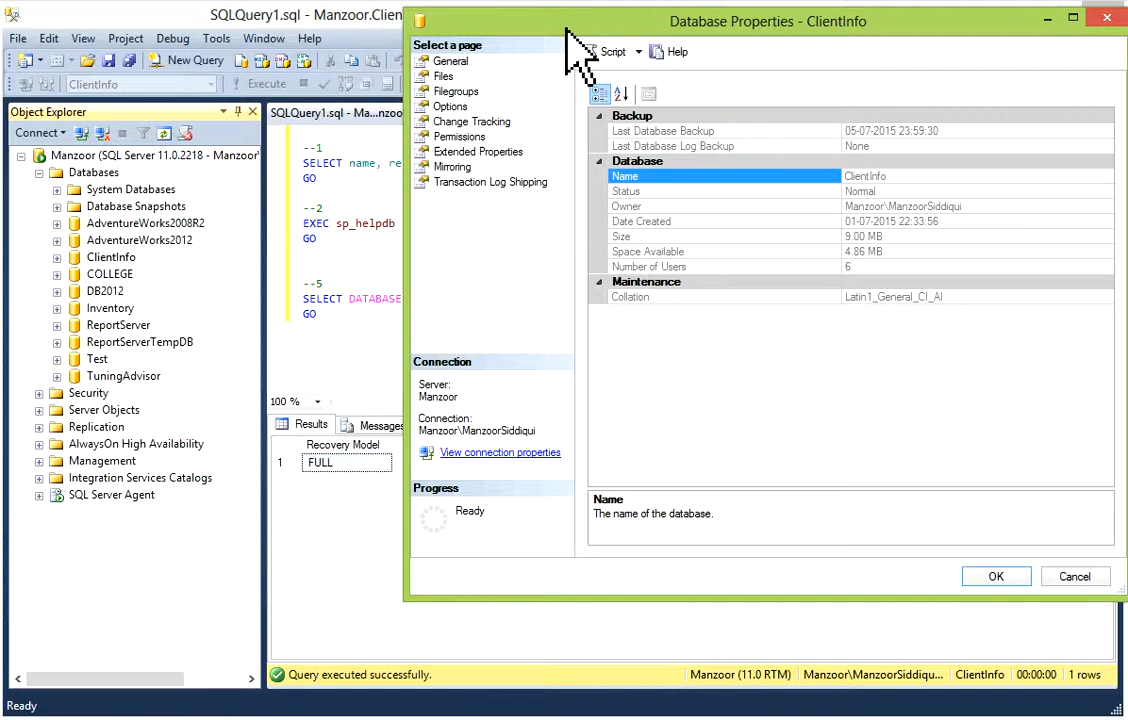 SQLQuery1.sql - Manzoor.Clien
File Edit View Project Debug Tools Window Help
New Query
ClientInfo
Execute
Object Explorer
Connect
Manzoor (SQL Server 11.0.2218 - Manzoor\
Databases
System Databases
Database Snapshots
AdventureWorks2008R2
AdventureWorks2012
ClientInfo
COLLEGE
DB2012
Inventory
ReportServer
ReportServerTempDB
Test
TuningAdvisor
Security
Server Objects
Replication
AlwaysOn High Availability
Management
Integration Services Catalogs
SQL Server Agent
SQLQuery1.sql - Ma...nzoo
--1
SELECT name, re
GO
--2
EXEC sp_helpdb
GO
--5
SELECT DATABASE
GO
100 %
Results Messages
Recovery Model
1 FULL
Database Properties - ClientInfo
Select a page
General
Files
Filegroups
Options
Change Tracking
Permissions
Extended Properties
Mirroring
Transaction Log Shipping
Connection
Server:
Manzoor
Connection:
Manzoor\ManzoorSiddiqui
View connection properties
Progress
Ready
Script Help
Backup
Last Database Backup 05-07-2015 23:59:30
Last Database Log Backup None
Database
Name ClientInfo
Status Normal
Owner Manzoor\ManzoorSiddiqui
Date Created 01-07-2015 22:33:56
Size 9.00 MB
Space Available 4.86 MB
Number of Users 6
Maintenance
Collation Latin1_General_CI_AI
Name
The name of the database.
OK Cancel
Query executed successfully. Manzoor (11.0 RTM) Manzoor\ManzoorSiddiqu... ClientInfo 00:00:00 1 rows
Ready